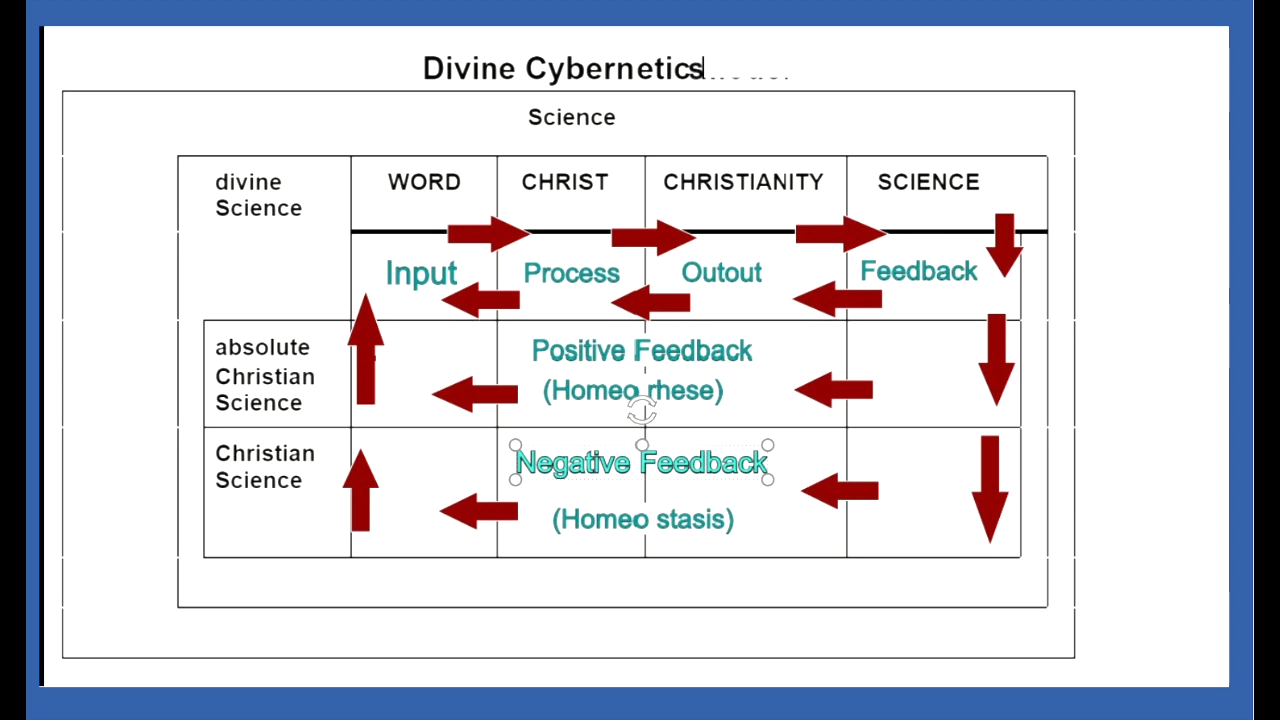 Divine Cybernetics
Science
divine
Science
WORD
CHRIST
CHRISTIANITY
SCIENCE
Input
Process
Outout
Feedback
absolute
Christian
Science
Positive Feedback
(Homeo rhese)
Christian
Science
Negative Feedback
(Homeo stasis)